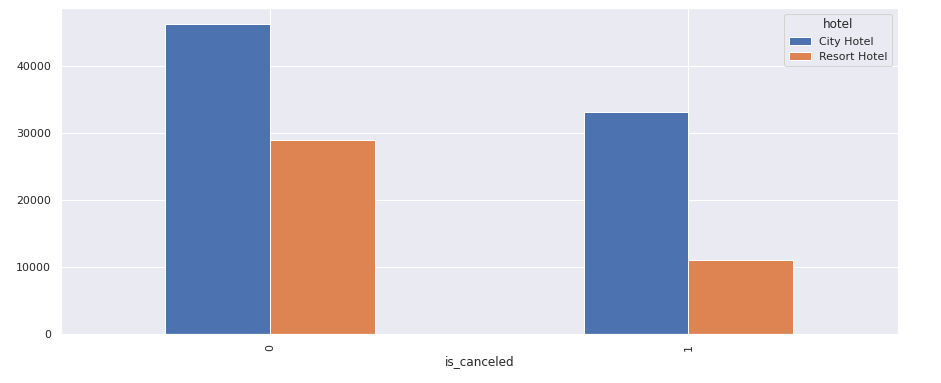 hotel
City Hotel
Resort Hotel
40000
30000
20000
10000
0
0
1
is_canceled